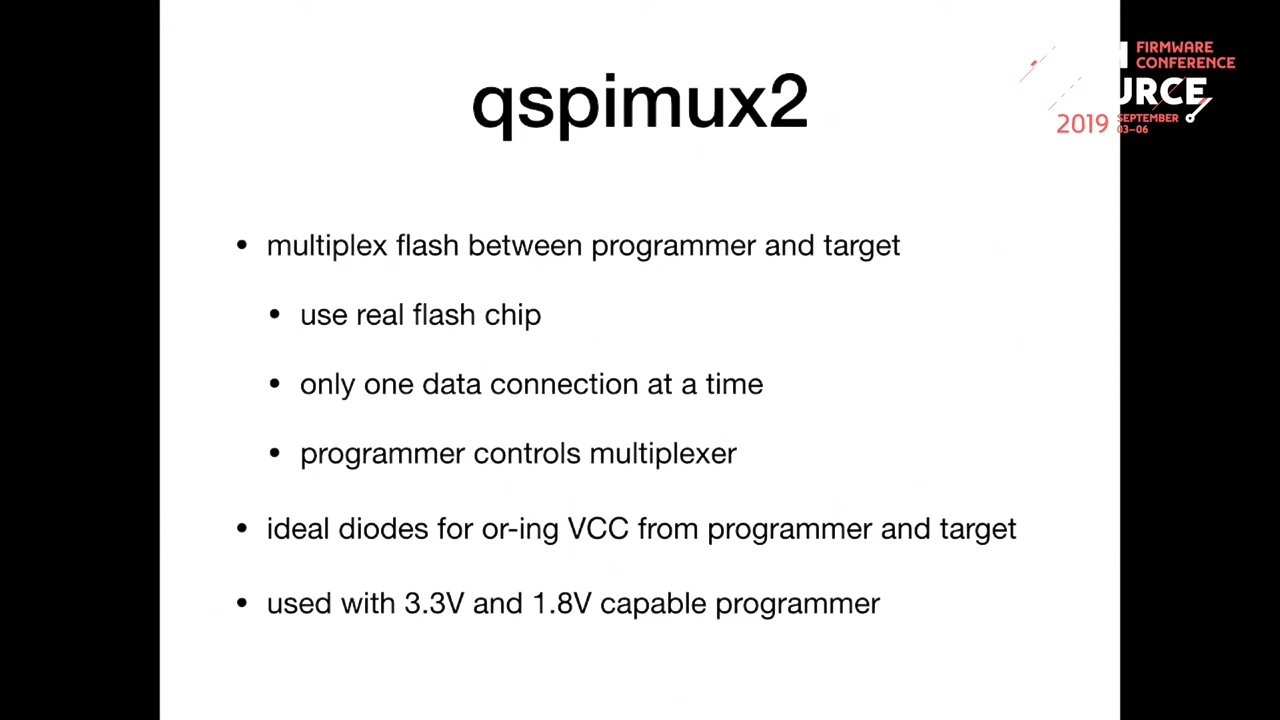 qspimux2
FIRMWARE
CONFERENCE
URCE
2019 SEPTEMBER
03–06
• multiplex flash between programmer and target
• use real flash chip
• only one data connection at a time
• programmer controls multiplexer
• ideal diodes for or-ing VCC from programmer and target
• used with 3.3V and 1.8V capable programmer